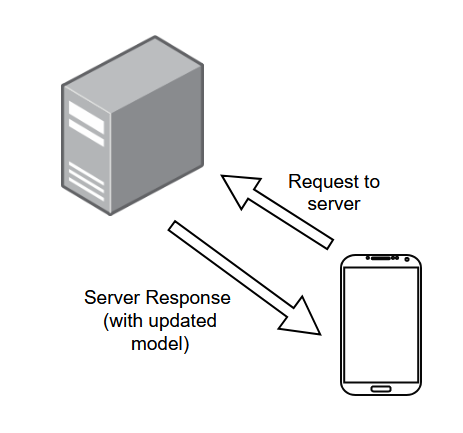 Request to
server
Server Response
(with updated
model)